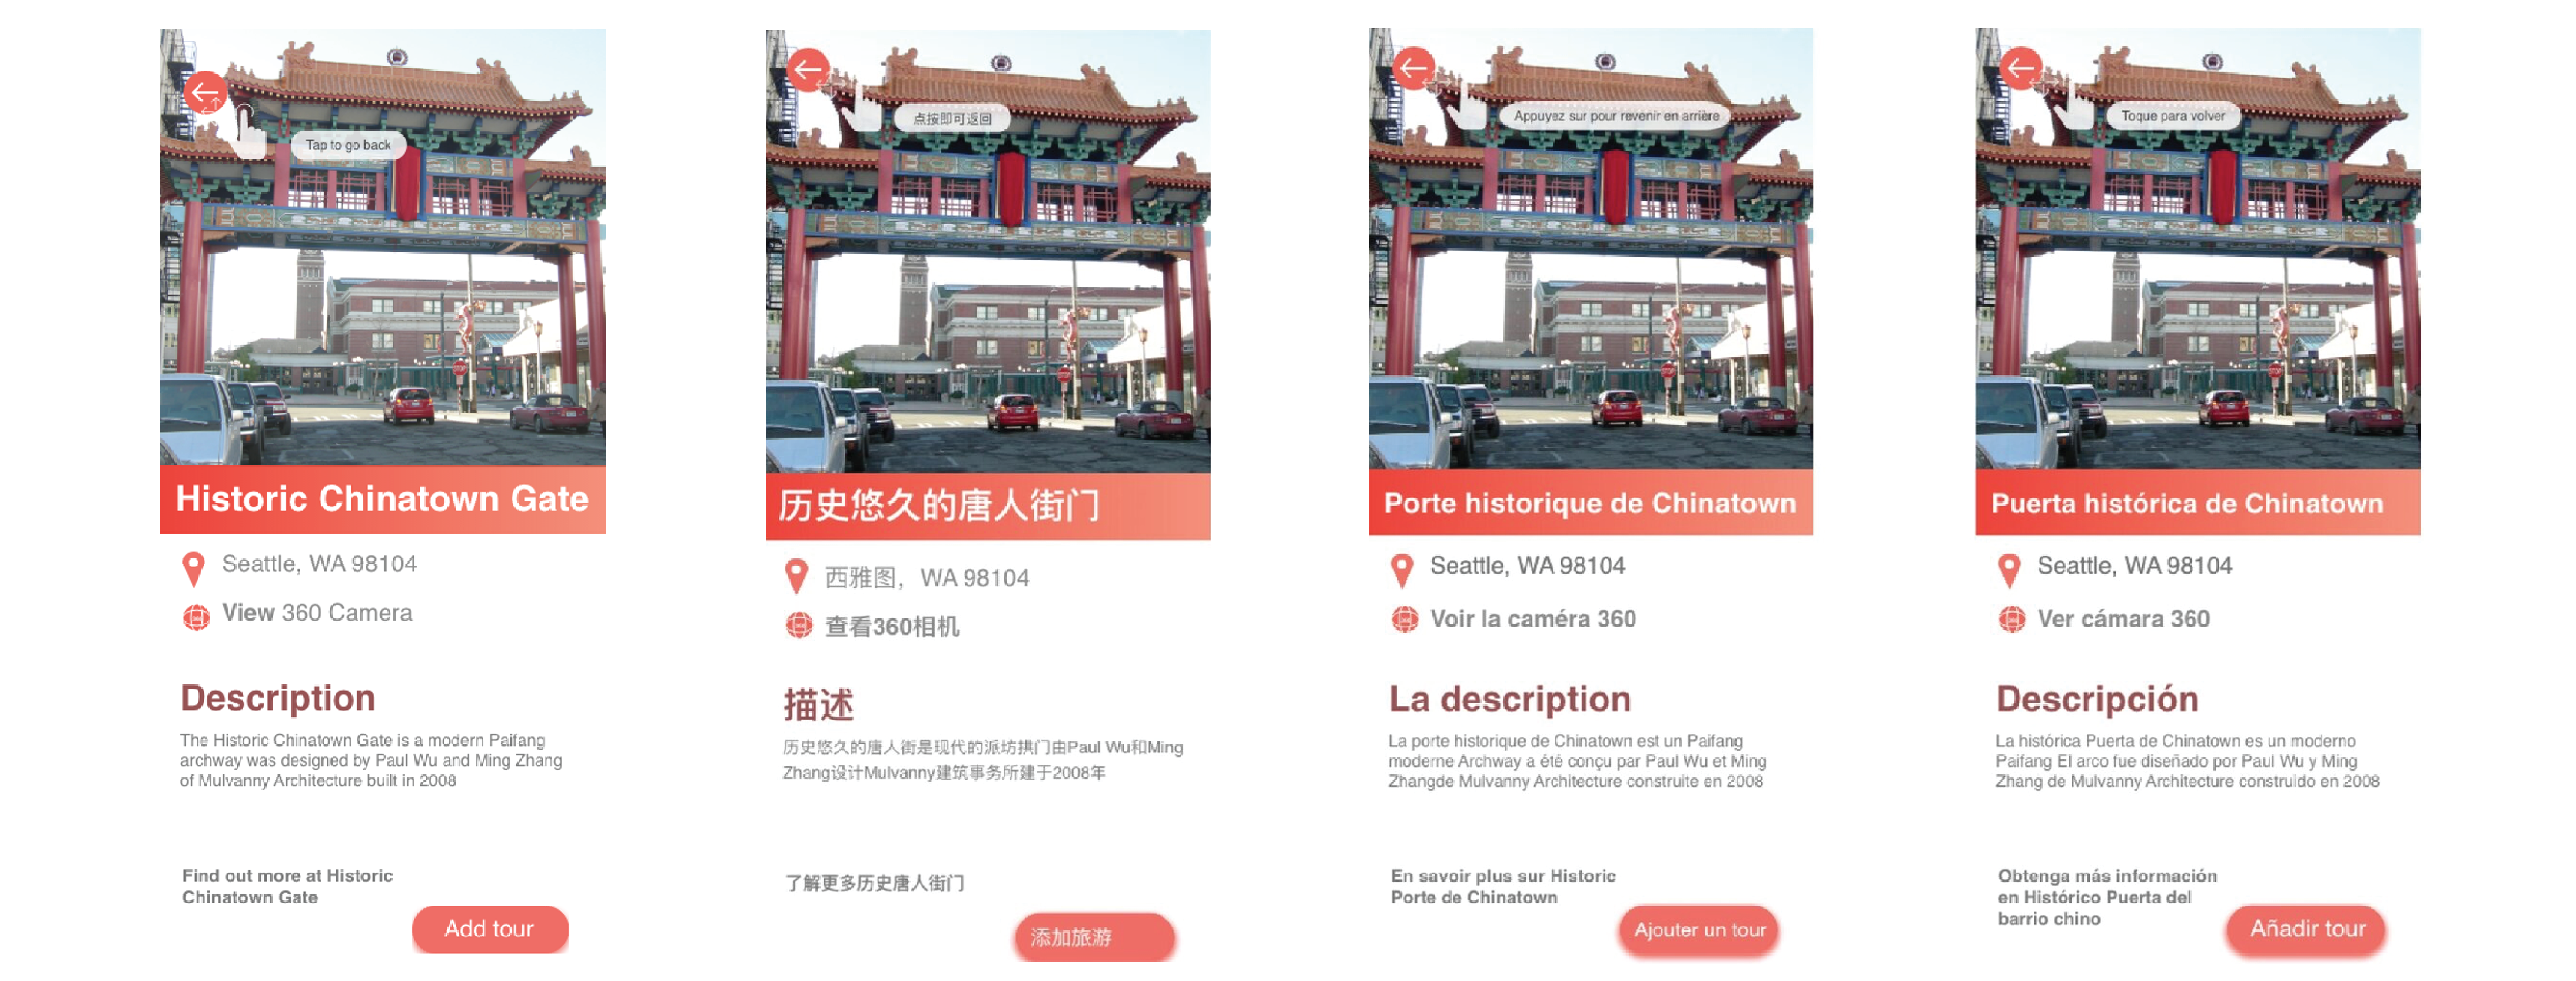 Tap to go back
Historic Chinatown Gate
Seattle, WA 98104
View 360 Camera
Description
The Historic Chinatown Gate is a modern Paifang
archway was designed by Paul Wu and Ming Zhang
of Mulvanny Architecture built in 2008
Find out more at Historic
Chinatown Gate
Add tour
点按即可返回
历史悠久的唐人街门
西雅图，WA 98104
查看360相机
描述
历史悠久的唐人街是现代的派坊拱门由Paul Wu和Ming
Zhang设计Mulvanny建筑事务所建于2008年
了解更多历史唐人街门
添加旅游
Appuyez sur pour revenir en arrière
Porte historique de Chinatown
Seattle, WA 98104
Voir la caméra 360
La description
La porte historique de Chinatown est un Paifang
moderne Archway a été conçu par Paul Wu et Ming
Zhangde Mulvanny Architecture construite en 2008
En savoir plus sur Historic
Porte de Chinatown
Ajouter un tour
Toque para volver
Puerta histórica de Chinatown
Seattle, WA 98104
Ver cámara 360
Descripción
La histórica Puerta de Chinatown es un moderno
Paifang El arco fue diseñado por Paul Wu y Ming
Zhang de Mulvanny Architecture construido en 2008
Obtenga más información
en Histórico Puerta del
barrio chino
Añadir tour